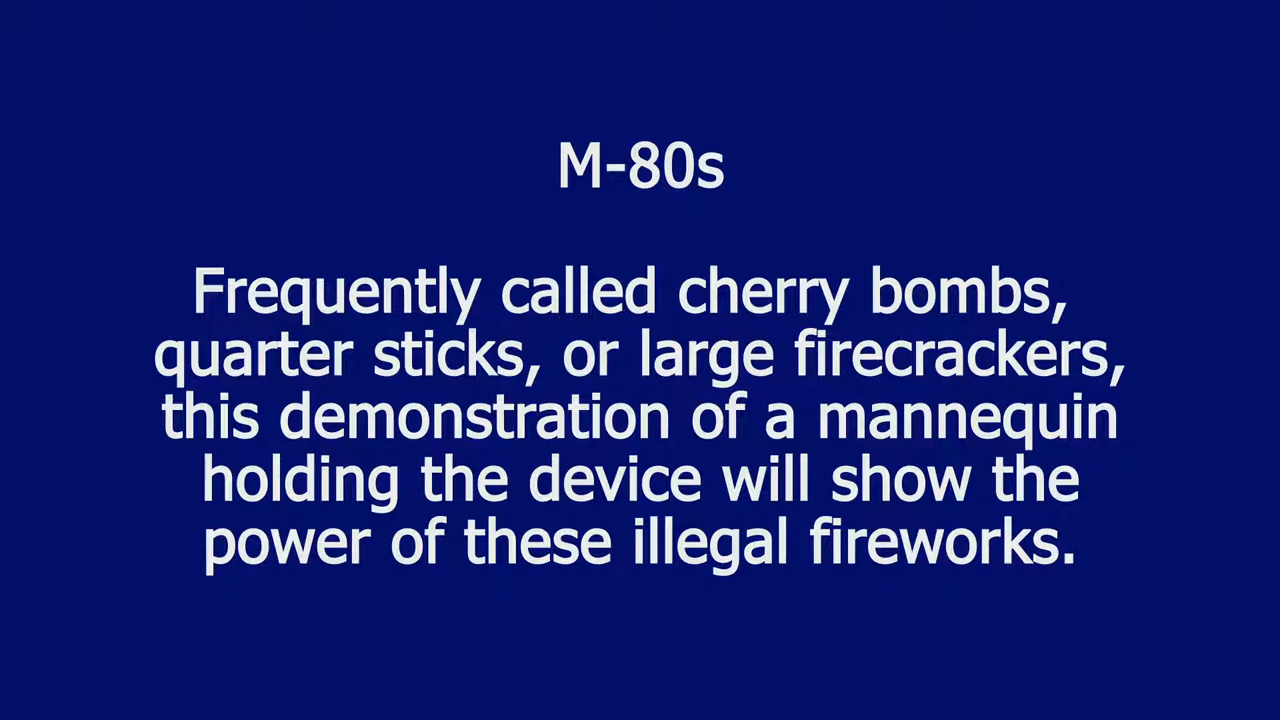 M-80s
Frequently called cherry bombs,
quarter sticks, or large firecrackers,
this demonstration of a mannequin
holding the device will show the
power of these illegal fireworks.